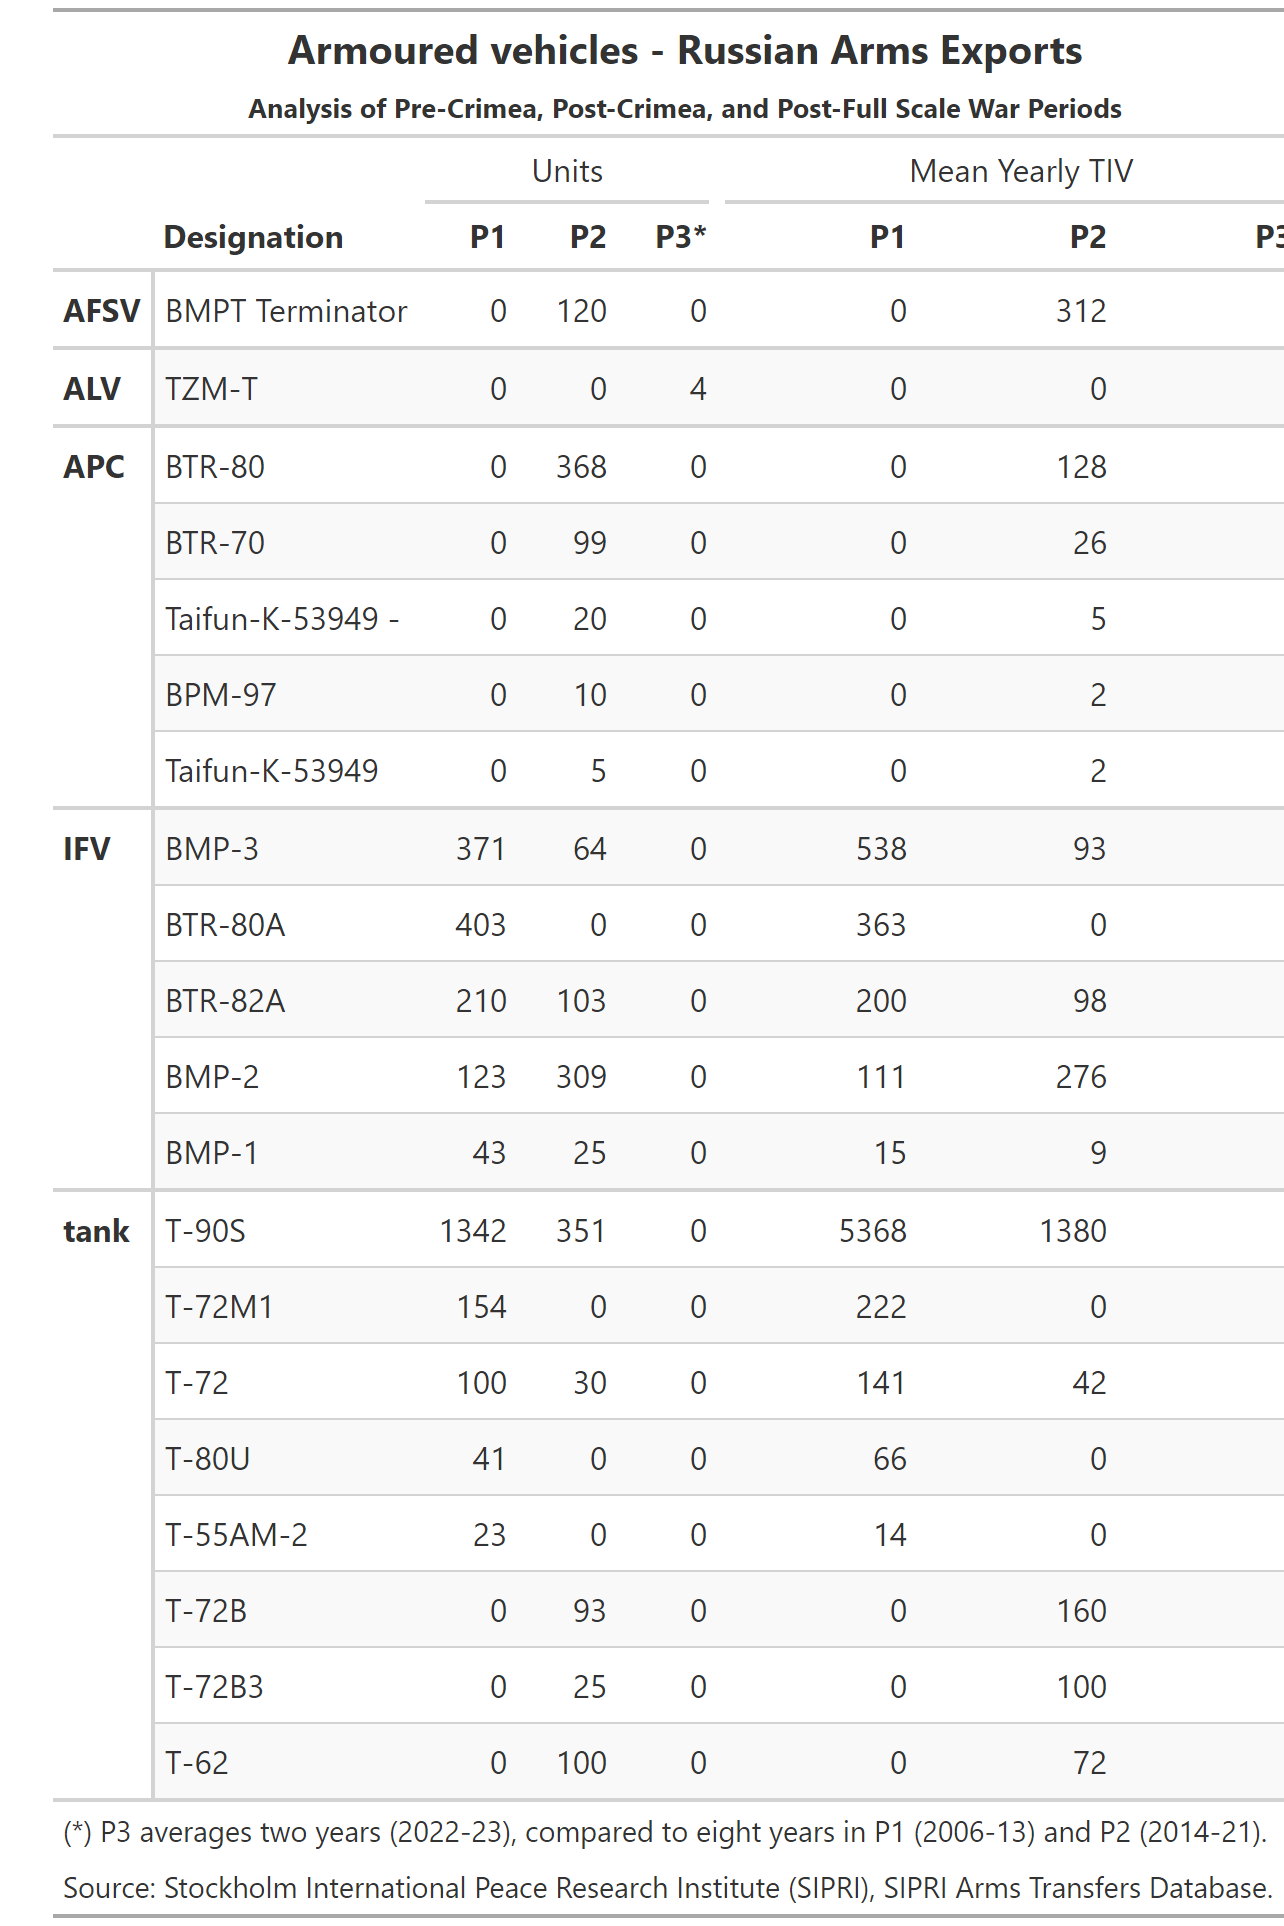 Armoured vehicles - Russian Arms Exports
Analysis of Pre-Crimea, Post-Crimea, and Post-Full Scale War Periods
Units Mean Yearly TIV
Designation P1 P2 P3* P1 P2 P3
AFSV BMPT Terminator 0 120 0 0 312
ALV TZM-T 0 0 4 0 0
APC BTR-80 0 368 0 0 128
BTR-70 0 99 0 0 26
Taifun-K-53949 - 0 20 0 0 5
BPM-97 0 10 0 0 2
Taifun-K-53949 0 5 0 0 2
IFV BMP-3 371 64 0 538 93
BTR-80A 403 0 0 363 0
BTR-82A 210 103 0 200 98
BMP-2 123 309 0 111 276
BMP-1 43 25 0 15 9
tank T-90S 1342 351 0 5368 1380
T-72M1 154 0 0 222 0
T-72 100 30 0 141 42
T-80U 41 0 0 66 0
T-55AM-2 23 0 0 14 0
T-72B 0 93 0 0 160
T-72B3 0 25 0 0 100
T-62 0 100 0 0 72
(*) P3 averages two years (2022-23), compared to eight years in P1 (2006-13) and P2 (2014-21).
Source: Stockholm International Peace Research Institute (SIPRI), SIPRI Arms Transfers Database.